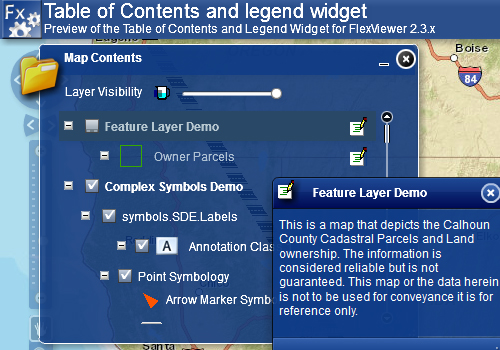 Fx
Table of Contents and legend widget
Preview of the Table of Contents and Legend Widget for FlexViewer 2.3.x
Boise
84
Map Contents
Layer Visibility
Feature Layer Demo
Owner Parcels
Complex Symbols Demo
symbols.SDE.Labels
A
Annotation Clas
Point Symbology
Arrow Marker Symbo
Feature Layer Demo
This is a map that depicts the Calhoun
County Cadastral Parcels and Land
ownership. The information is
considered reliable but is not
guaranteed. This map or the data herein
is not to be used for conveyance it is for
reference only.
Santa